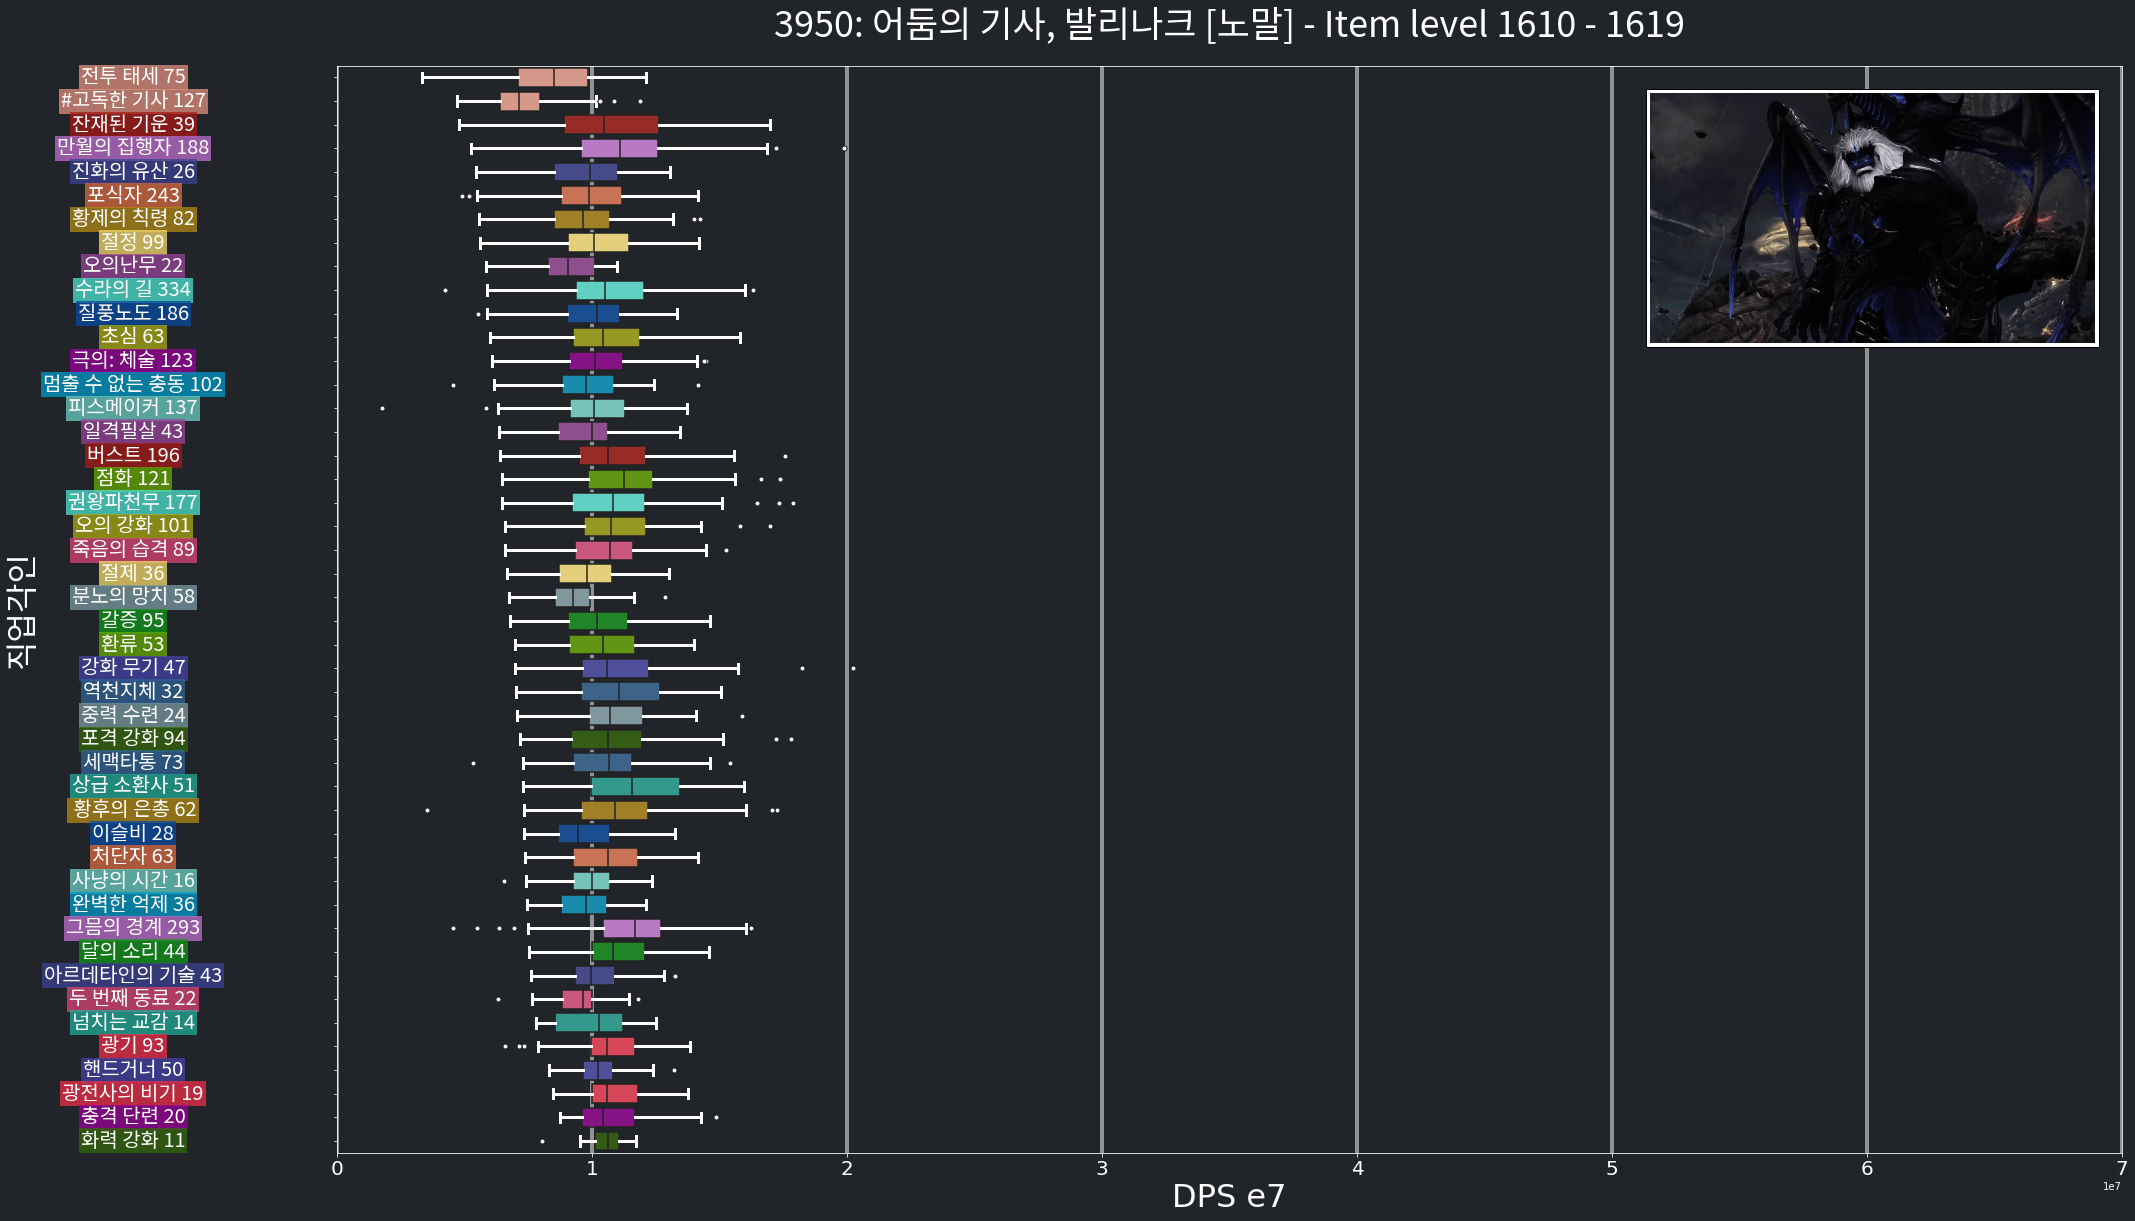 3950: 어둠의 기사, 발리나크 [노말] - Item level 1610 - 1619
직업각인
전투 태세 75
#고독한 기사 127
잔재된 기운 39
만월의 집행자 188
진화의 유산 26
포식자 243
황제의 칙령 82
절정 99
오의난무 22
수라의 길 334
질풍노도 186
초심 63
극의: 체술 123
멈출 수 없는 충동 102
피스메이커 137
일격필살 43
버스트 196
점화 121
권왕파천무 177
오의 강화 101
죽음의 습격 89
절제 36
분노의 망치 58
갈증 95
환류 53
강화 무기 47
역천지체 32
중력 수련 24
포격 강화 94
세맥타통 73
상급 소환사 51
황후의 은총 62
이슬비 28
처단자 63
사냥의 시간 16
완벽한 억제 36
그믐의 경계 293
달의 소리 44
아르데타인의 기술 43
두 번째 동료 22
넘치는 교감 14
광기 93
핸드거너 50
광전사의 비기 19
충격 단련 20
화력 강화 11
0 1 2 3 4 5 6 7
1e7
DPS e7